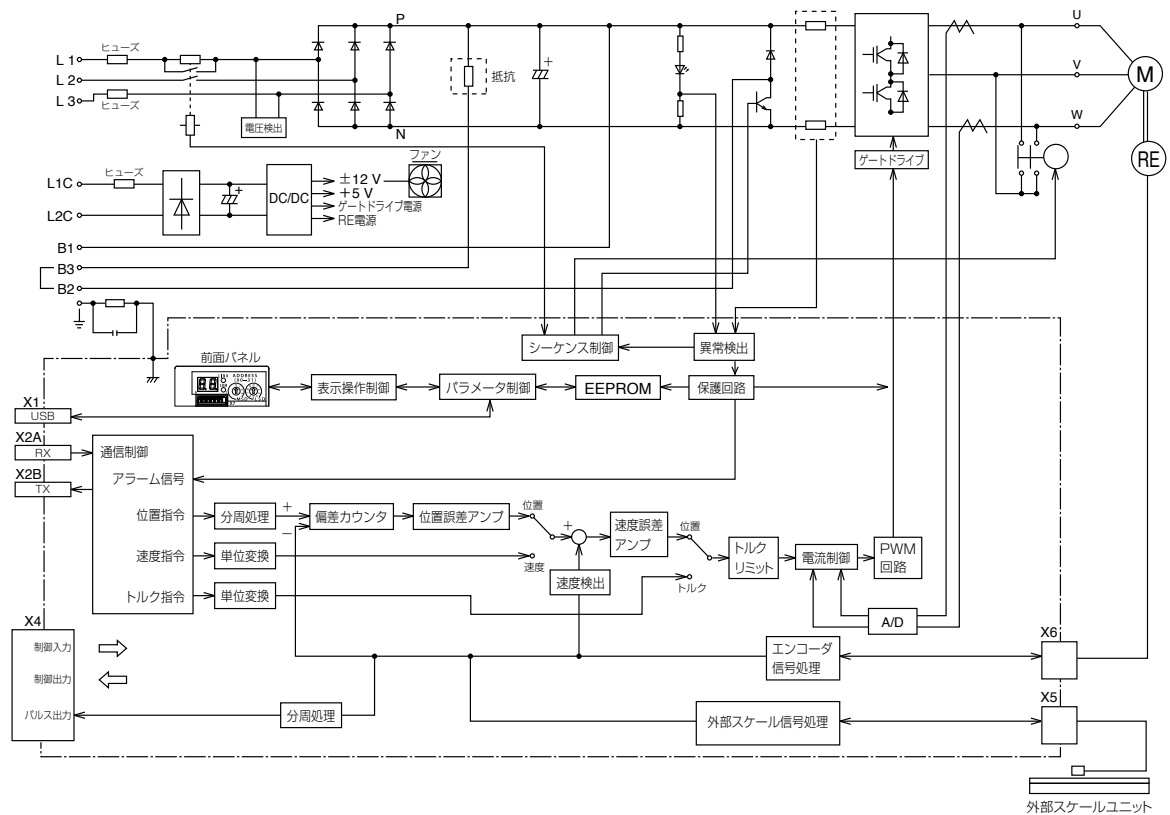 P
U
L 1
ヒューズ
L 2
V
M
抵抗
L 3
ヒューズ
電圧検出
N
W
RE
ゲートドライブ
ファン
L1C
ヒューズ
DC/DC
±12 V
+5 V
ゲートドライブ電源
RE電源
L2C
B1
B3
B2
シーケンス制御
異常検出
前面パネル
ADDRESS
表示操作制御
パラメータ制御
EEPROM
保護回路
X1
USB
X2A
RX
X2B
TX
通信制御
アラーム信号
位置指令
速度指令
トルク指令
分周処理
+
−
偏差カウンタ
位置誤差アンプ
位置
速度
+
速度誤差
アンプ
位置
トルク
トルク
リミット
電流制御
PWM
回路
単位変換
速度検出
単位変換
A/D
X4
制御入力
制御出力
パルス出力
エンコーダ
信号処理
X6
分周処理
外部スケール信号処理
X5
外部スケールユニット